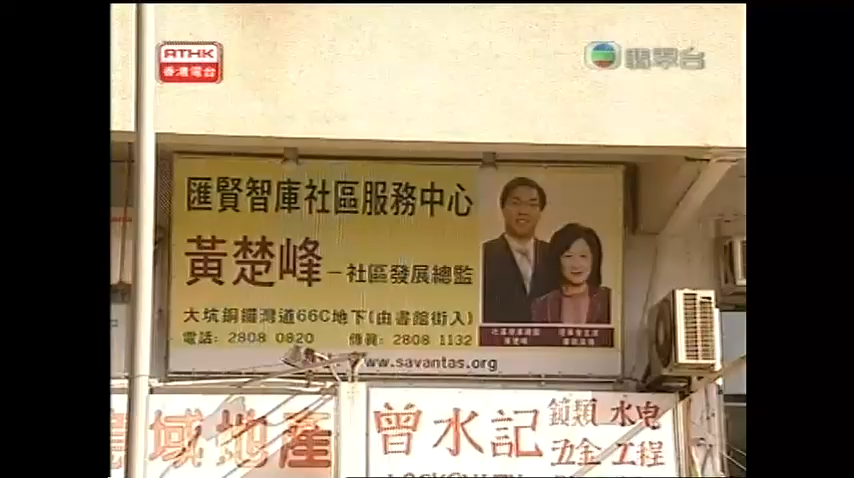 RTHK
香港電台
翡翠台
匯賢智庫社區服務中心
黃楚峰 - 社區發展總監
大坑銅鑼灣道66C地下(由書館街入)
電話: 2808 0820 傳真: 2808 1132
www.savantas.org
域地產
曾水記
鏡類 水电
五金 工程